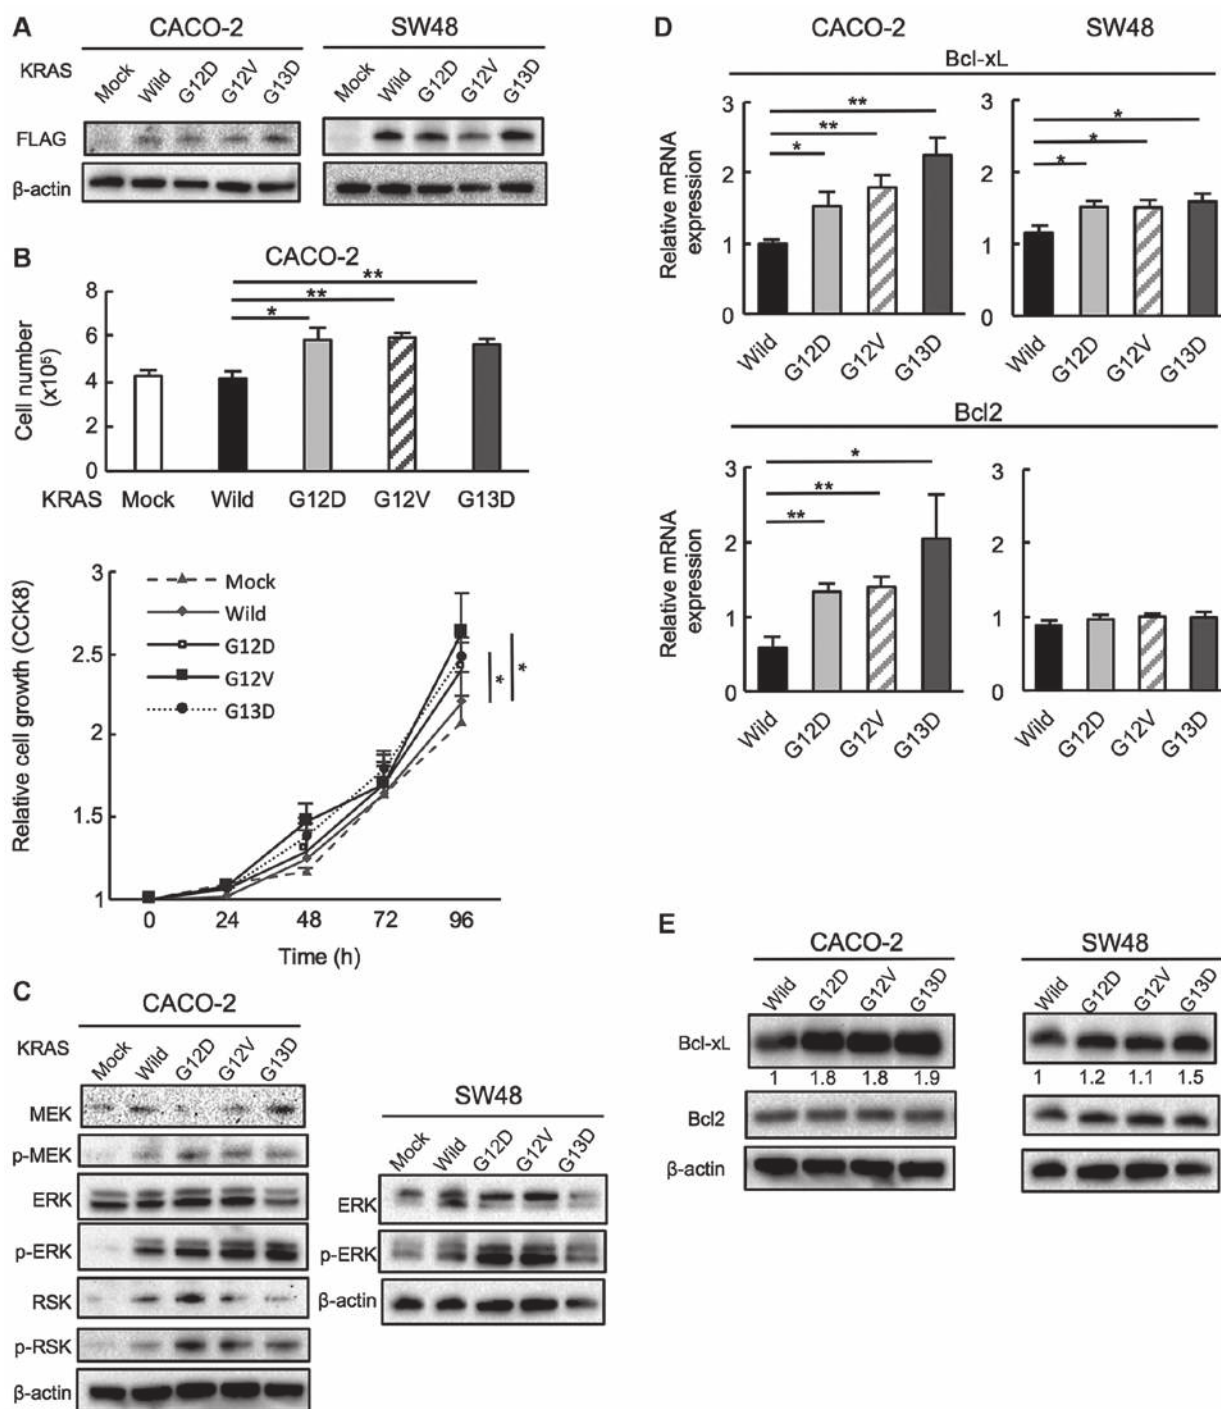 A
CACO-2
SW48
KRAS
Mock
Wild
G12D
G12V
G13D
Mock
Wild
G12D
G12V
G13D
FLAG
β-actin
B
CACO-2
**
**
*
Cell number
(x10⁵)
8
6
4
2
0
KRAS Mock Wild G12D G12V G13D
Relative cell growth (CCK8)
3
2.5
2
1.5
1
Mock
Wild
G12D
G12V
G13D
*
*
0 24 48 72 96
Time (h)
C
CACO-2
KRAS
Mock
Wild
G12D
G12V
G13D
MEK
p-MEK
ERK
p-ERK
RSK
p-RSK
β-actin
SW48
Mock
Wild
G12D
G12V
G13D
ERK
p-ERK
β-actin
D
CACO-2
SW48
Bcl-xL
Relative mRNA
expression
3
2
1
0
**
**
*
Wild
G12D
G12V
G13D
3
2
1
0
*
*
*
Wild
G12D
G12V
G13D
Bcl2
Relative mRNA
expression
3
2
1
0
*
**
**
Wild
G12D
G12V
G13D
3
2
1
0
Wild
G12D
G12V
G13D
E
CACO-2
SW48
Wild
G12D
G12V
G13D
Wild
G12D
G12V
G13D
Bcl-xL
1 1.8 1.8 1.9
1 1.2 1.1 1.5
Bcl2
β-actin